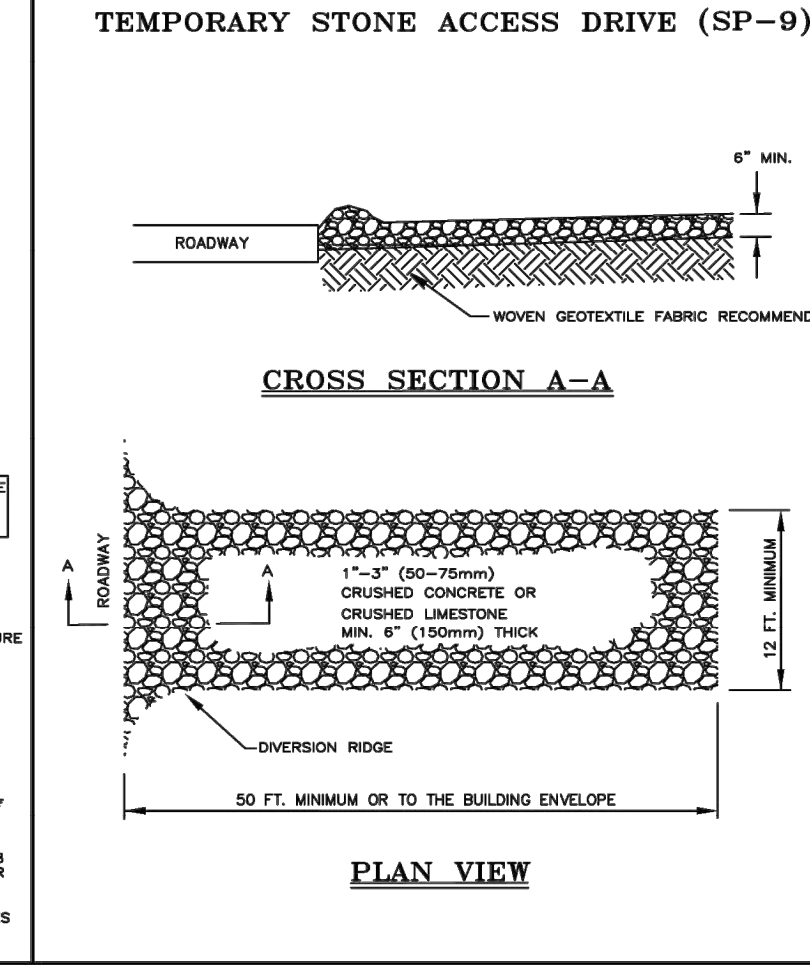 TEMPORARY STONE ACCESS DRIVE (SP-9)
6" MIN.
ROADWAY
WOVEN GEOTEXTILE FABRIC RECOMMEND
CROSS SECTION A-A
A
ROADWAY
A
1"-3" (50-75mm)
CRUSHED CONCRETE OR
CRUSHED LIMESTONE
MIN. 6" (150mm) THICK
12 FT. MINIMUM
DIVERSION RIDGE
50 FT. MINIMUM OR TO THE BUILDING ENVELOPE
PLAN VIEW